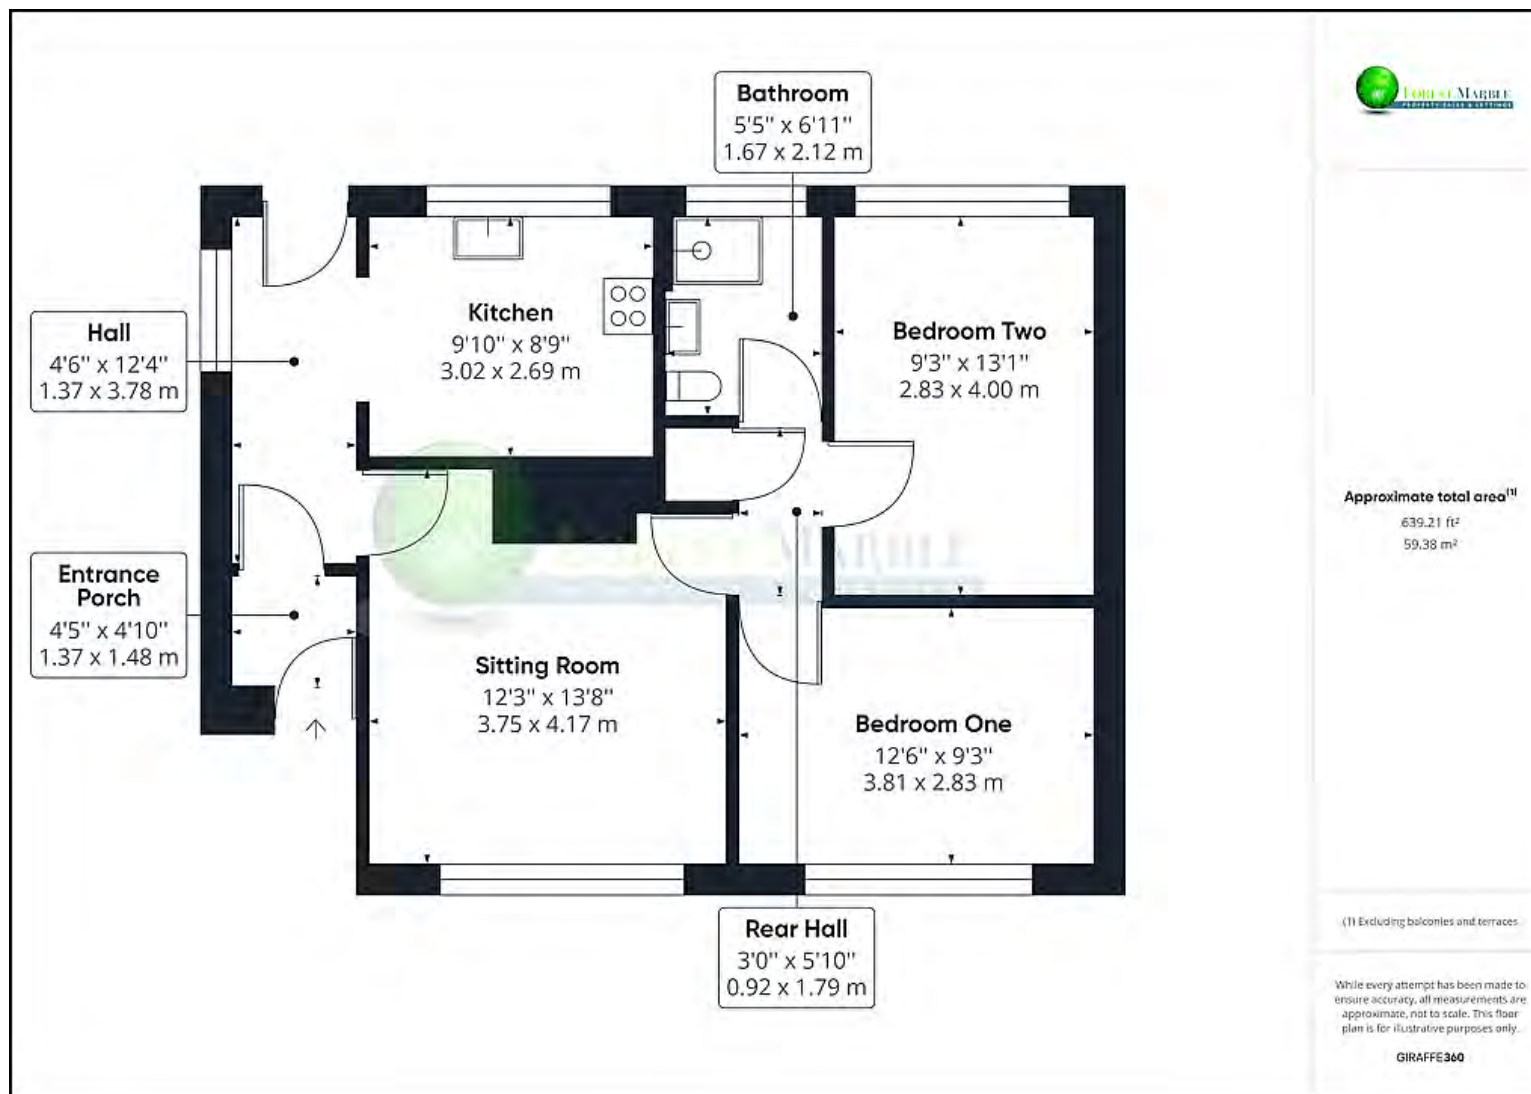 Bathroom
5'5" x 6'11"
1.67 x 2.12 m
FOREST MARBLE
PROPERTY SALES & LETTINGS
Hall
4'6" x 12'4"
1.37 x 3.78 m
Kitchen
9'10" x 8'9"
3.02 x 2.69 m
Bedroom Two
9'3" x 13'1"
2.83 x 4.00 m
Approximate total area(1)
639.21 ft²
59.38 m²
Entrance
Porch
4'5" x 4'10"
1.37 x 1.48 m
Sitting Room
12'3" x 13'8"
3.75 x 4.17 m
Bedroom One
12'6" x 9'3"
3.81 x 2.83 m
Rear Hall
3'0" x 5'10"
0.92 x 1.79 m
(1) Excluding balconies and terraces
While every attempt has been made to
ensure accuracy, all measurements are
approximate, not to scale. This floor
plan is for illustrative purposes only.
GIRAFFE360